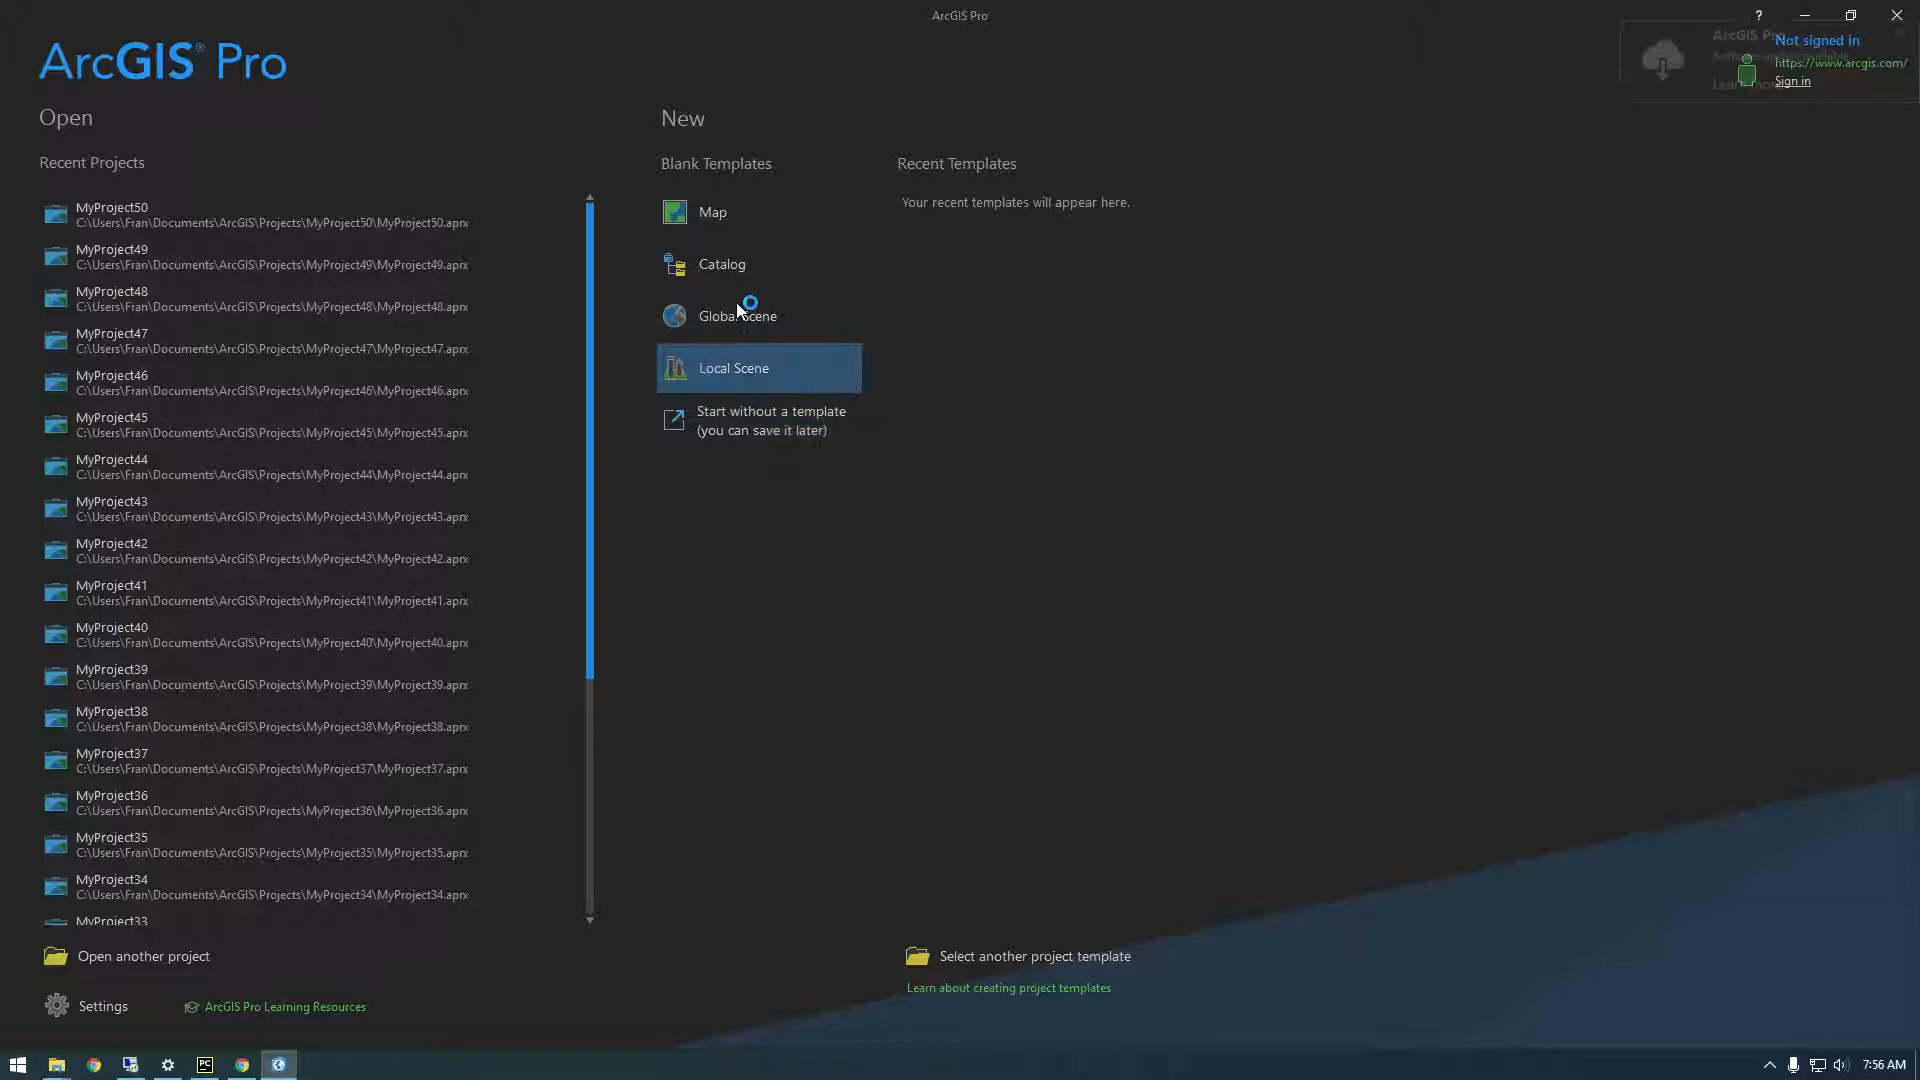 ArcGIS Pro
ArcGIS® Pro
?
Not signed in
https://www.arcgis.com/
Sign in
ArcGIS Pro
Open
New
Recent Projects
Blank Templates
Recent Templates
Your recent templates will appear here.
MyProject50
C:\Users\Fran\Documents\ArcGIS\Projects\MyProject50\MyProject50.aprx
MyProject49
C:\Users\Fran\Documents\ArcGIS\Projects\MyProject49\MyProject49.aprx
MyProject48
C:\Users\Fran\Documents\ArcGIS\Projects\MyProject48\MyProject48.aprx
MyProject47
C:\Users\Fran\Documents\ArcGIS\Projects\MyProject47\MyProject47.aprx
MyProject46
C:\Users\Fran\Documents\ArcGIS\Projects\MyProject46\MyProject46.aprx
MyProject45
C:\Users\Fran\Documents\ArcGIS\Projects\MyProject45\MyProject45.aprx
MyProject44
C:\Users\Fran\Documents\ArcGIS\Projects\MyProject44\MyProject44.aprx
MyProject43
C:\Users\Fran\Documents\ArcGIS\Projects\MyProject43\MyProject43.aprx
MyProject42
C:\Users\Fran\Documents\ArcGIS\Projects\MyProject42\MyProject42.aprx
MyProject41
C:\Users\Fran\Documents\ArcGIS\Projects\MyProject41\MyProject41.aprx
MyProject40
C:\Users\Fran\Documents\ArcGIS\Projects\MyProject40\MyProject40.aprx
MyProject39
C:\Users\Fran\Documents\ArcGIS\Projects\MyProject39\MyProject39.aprx
MyProject38
C:\Users\Fran\Documents\ArcGIS\Projects\MyProject38\MyProject38.aprx
MyProject37
C:\Users\Fran\Documents\ArcGIS\Projects\MyProject37\MyProject37.aprx
MyProject36
C:\Users\Fran\Documents\ArcGIS\Projects\MyProject36\MyProject36.aprx
MyProject35
C:\Users\Fran\Documents\ArcGIS\Projects\MyProject35\MyProject35.aprx
MyProject34
C:\Users\Fran\Documents\ArcGIS\Projects\MyProject34\MyProject34.aprx
MyProject33
Map
Catalog
Global Scene
Local Scene
Start without a template
(you can save it later)
Open another project
Settings
ArcGIS Pro Learning Resources
Select another project template
Learn about creating project templates
PC
7:56 AM